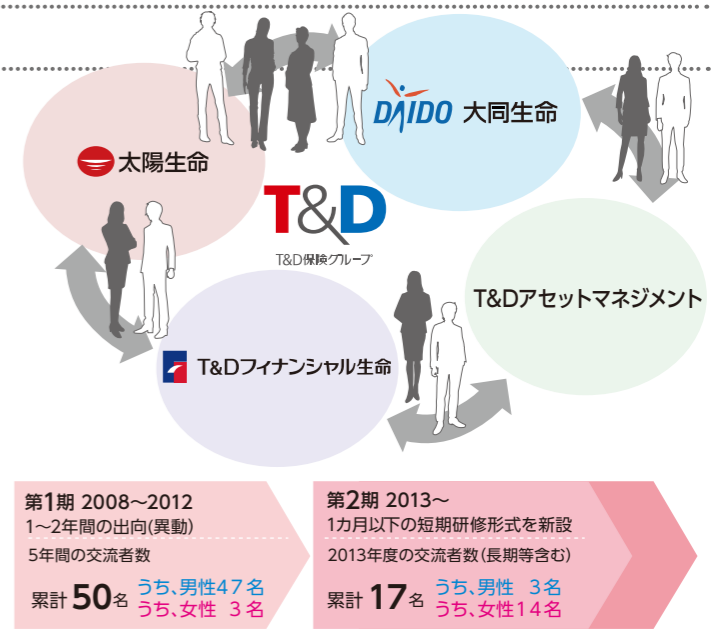 DAIDO 大同生命
太陽生命
T&D
T&D保険グループ
T&Dアセットマネジメント
T&Dフィナンシャル生命
第1期 2008〜2012
1〜2年間の出向(異動)
5年間の交流者数
累計50名
うち、男性47名
うち、女性 3名
第2期 2013〜
1カ月以下の短期研修形式を新設
2013年度の交流者数(長期等含む)
累計17名
うち、男性 3名
うち、女性14名